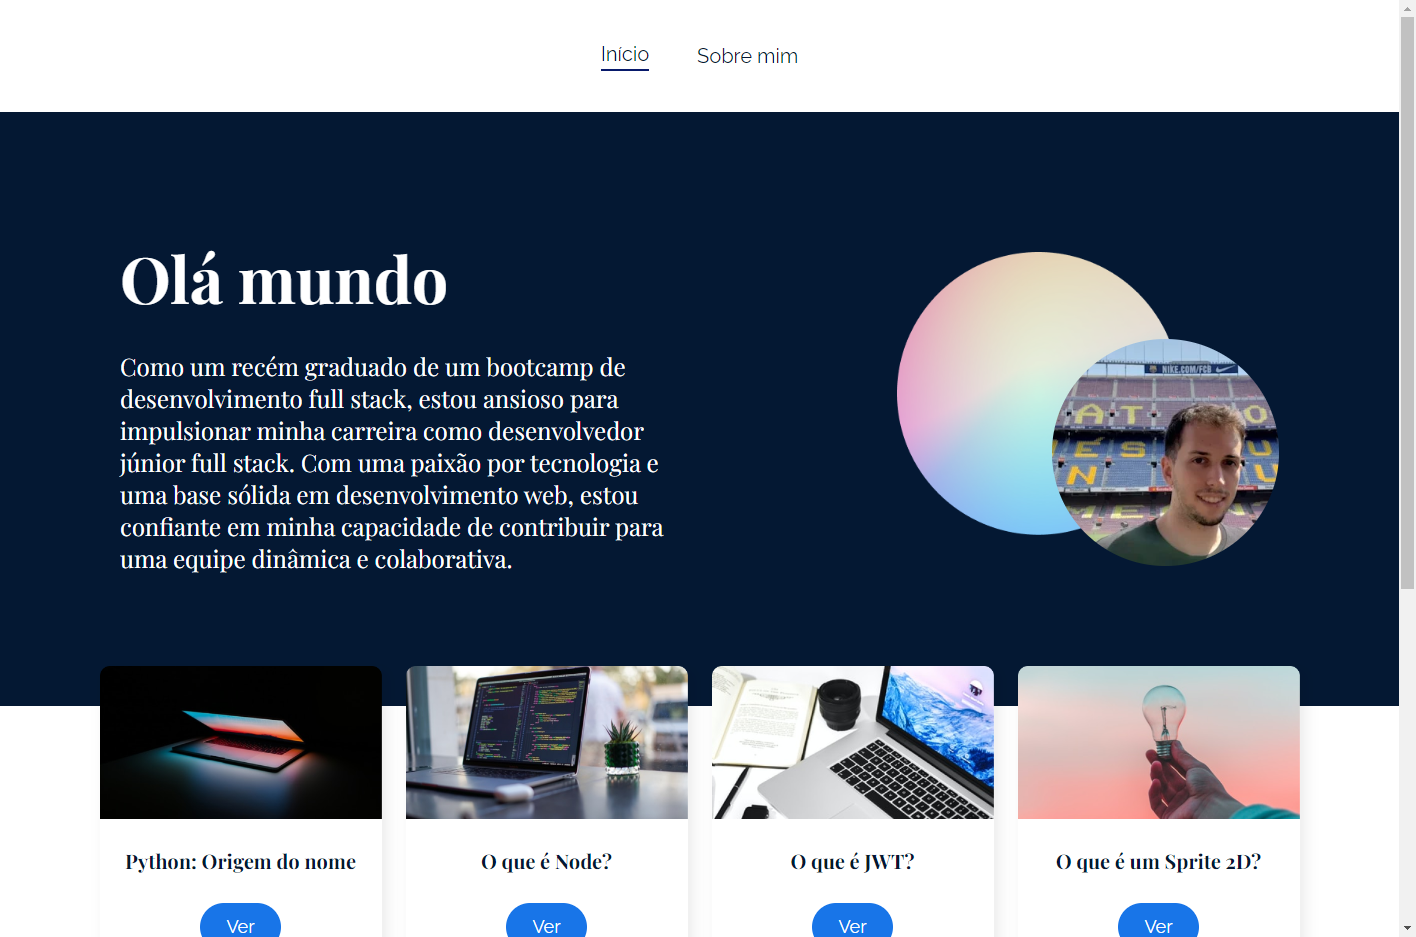 Início
Sobre mim
Olá mundo
Como um recém graduado de um bootcamp de
desenvolvimento full stack, estou ansioso para
impulsionar minha carreira como desenvolvedor
júnior full stack. Com uma paixão por tecnologia e
uma base sólida em desenvolvimento web, estou
confiante em minha capacidade de contribuir para
uma equipe dinâmica e colaborativa.
NIKE.COM/FCB
Python: Origem do nome
O que é Node?
O que é JWT?
O que é um Sprite 2D?
Ver
Ver
Ver
Ver